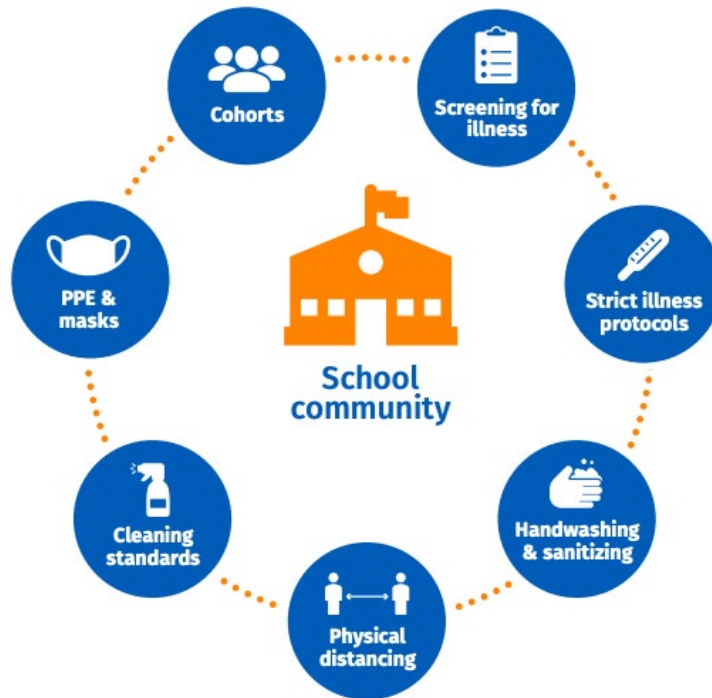 Cohorts
Screening for
illness
Strict illness
protocols
Handwashing
& sanitizing
Physical
distancing
Cleaning
standards
PPE &
masks
School
community